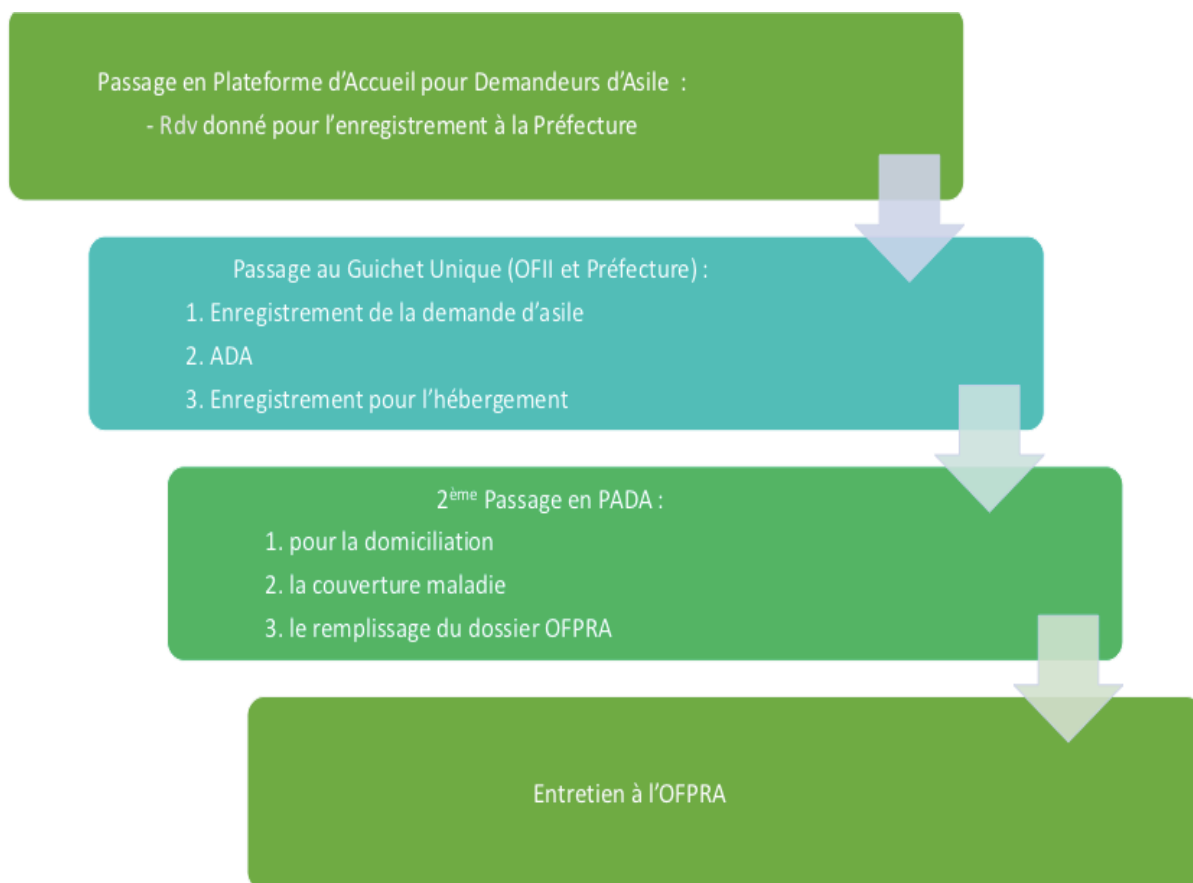 Passage en Plateforme d'Accueil pour Demandeurs d'Asile :
- Rdv donné pour l'enregistrement à la Préfecture
Passage au Guichet Unique (OFII et Préfecture) :
1. Enregistrement de la demande d'asile
2. ADA
3. Enregistrement pour l'hébergement
2ème Passage en PADA :
1. pour la domiciliation
2. la couverture maladie
3. le remplissage du dossier OFPRA
Entretien à l'OFPRA